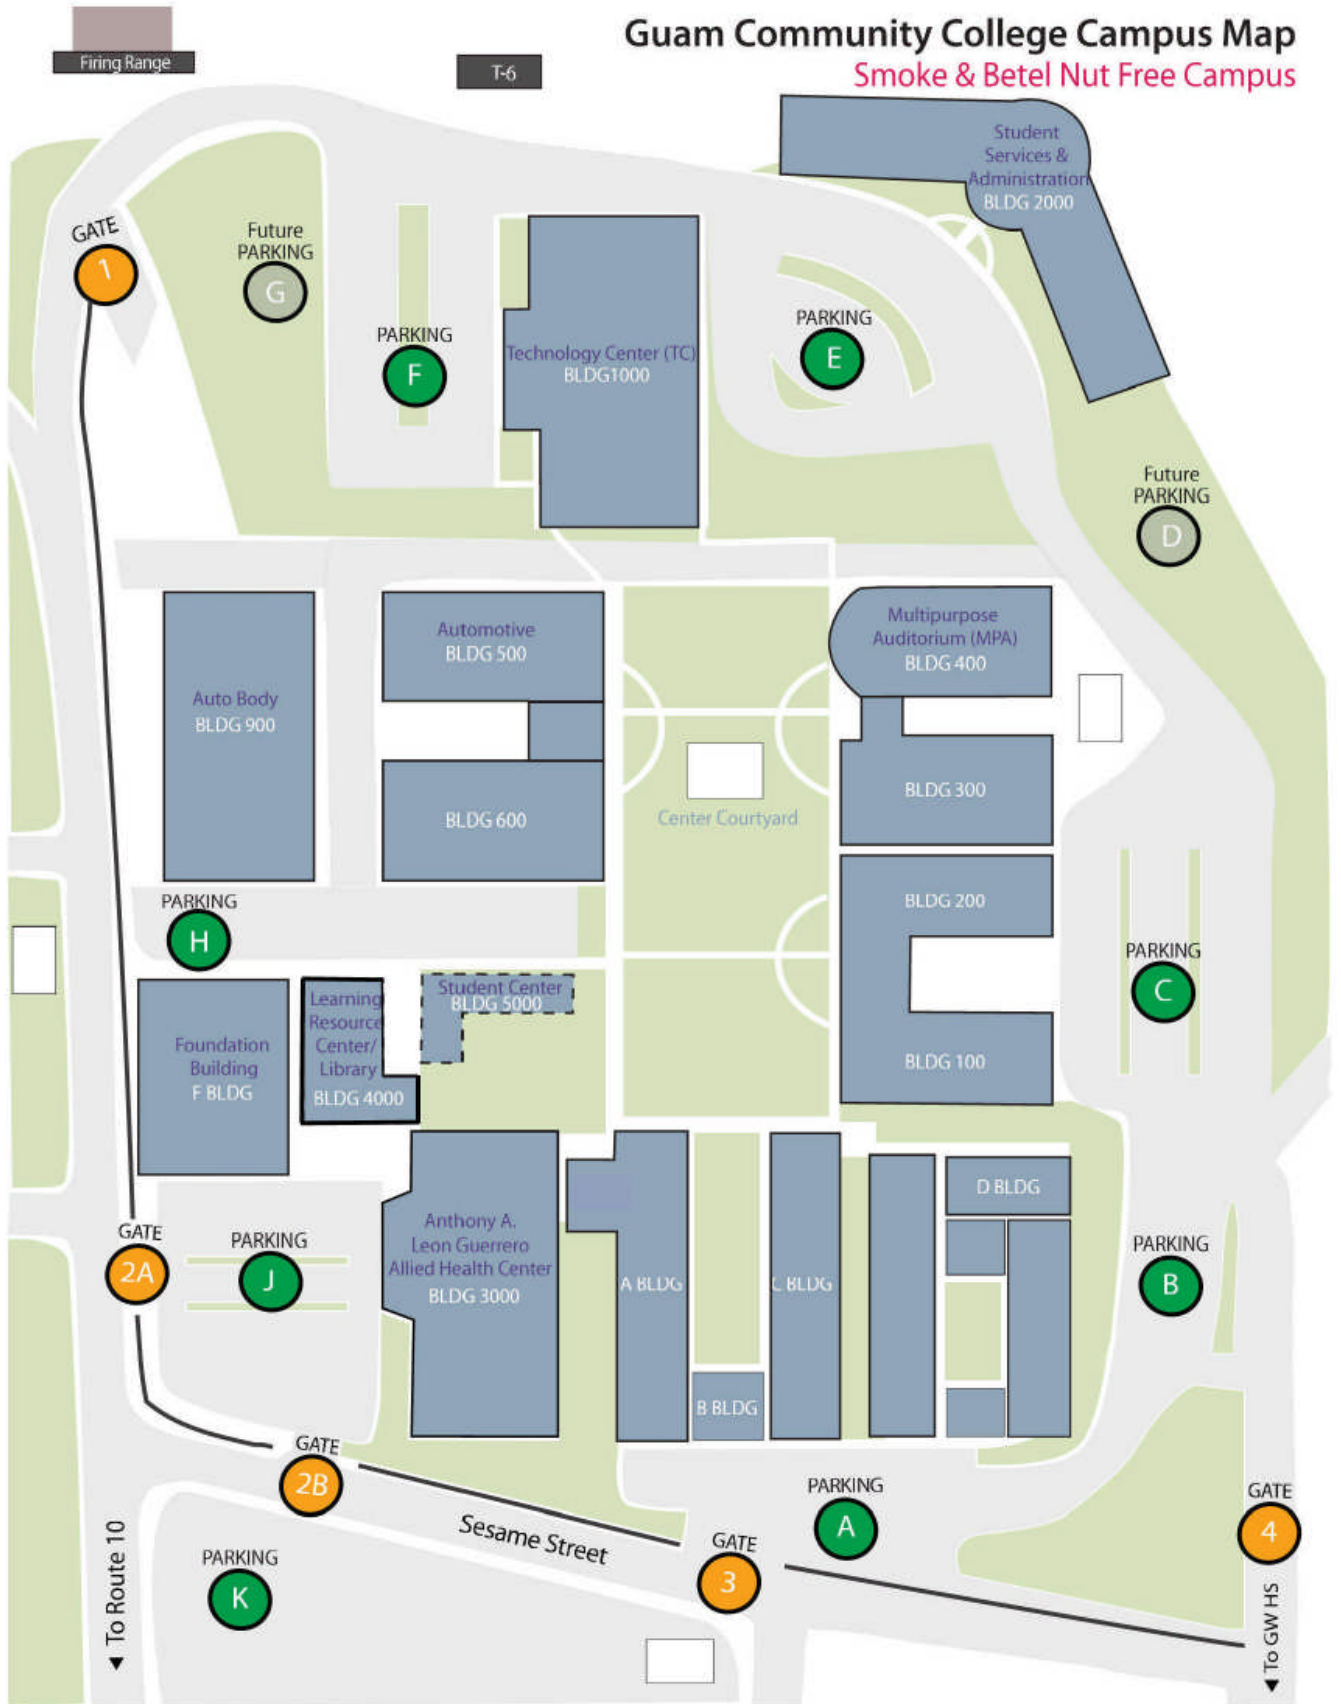 Guam Community College Campus Map
Smoke & Betel Nut Free Campus
Firing Range
T-6
Student
Services &
Administration
BLDG 2000
GATE
1
Future
PARKING
G
PARKING
F
Technology Center (TC)
BLDG1000
PARKING
E
Future
PARKING
D
Automotive
BLDG 500
Multipurpose
Auditorium (MPA)
BLDG 400
Auto Body
BLDG 900
BLDG 600
Center Courtyard
BLDG 300
PARKING
H
BLDG 200
PARKING
C
Foundation
Building
F BLDG
Learning
Resource
Center/
Library
BLDG 4000
Student Center
BLDG 5000
BLDG 100
D BLDG
GATE
2A
PARKING
J
Anthony A.
Leon Guerrero
Allied Health Center
BLDG 3000
A BLDG
C BLDG
B BLDG
PARKING
B
GATE
2B
Sesame Street
GATE
3
PARKING
A
GATE
4
PARKING
K
◄ To Route 10
◄ To GW HS